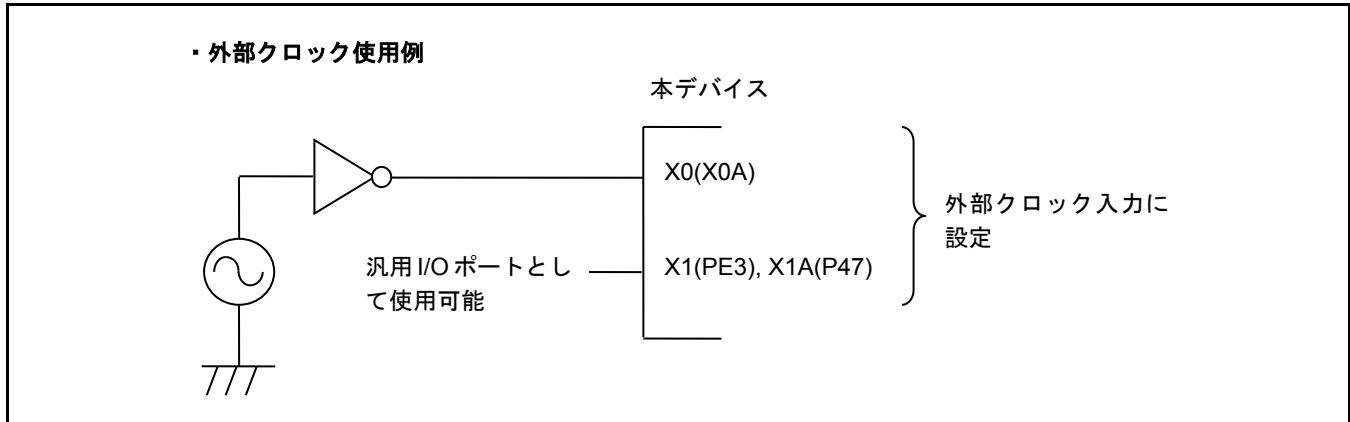 ・外部クロック使用例
本デバイス
X0(X0A)
外部クロック入力に
設定
汎用 I/O ポートとし
て使用可能
X1(PE3), X1A(P47)